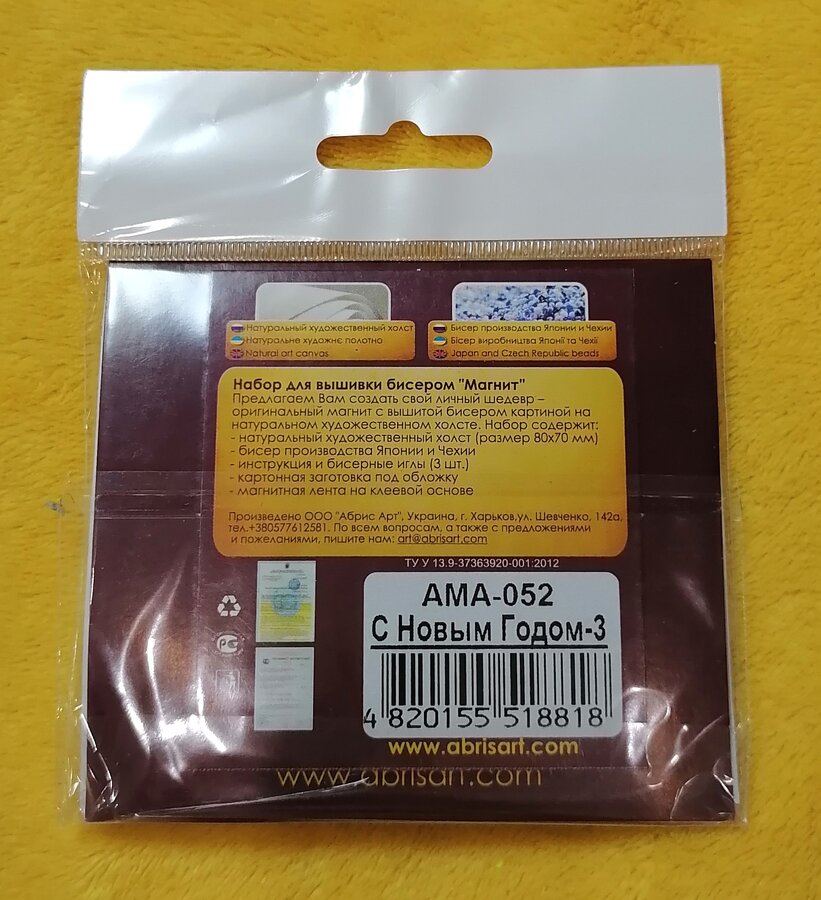 Натуральный художественный холст
Натуральне художнє полотно
Natural art canvas
Бисер производства Японии и Чехии
Бісер виробництва Японії та Чехії
Japan and Czech Republic beads
Набор для вышивки бисером "Магнит"
Предлагаем Вам создать свой личный шедевр –
оригинальный магнит с вышитой бисером картиной на
натуральном художественном холсте. Набор содержит:
- натуральный художественный холст (размер 80х70 мм)
- бисер производства Японии и Чехии
- инструкция и бисерные иглы (3 шт.)
- картонная заготовка под обложку
- магнитная лента на клеевой основе
Произведено ООО "Абрис Арт", Украина, г. Харьков,ул. Шевченко, 142а,
тел.+380577612581. По всем вопросам, а также с предложениями
и пожеланиями, пишите нам: art@abrisart.com
ТУ У 13.9-37363920-001:2012
АМА-052
С Новым Годом-3
4 820155 518818
www.abrisart.com
www.abrisart.com